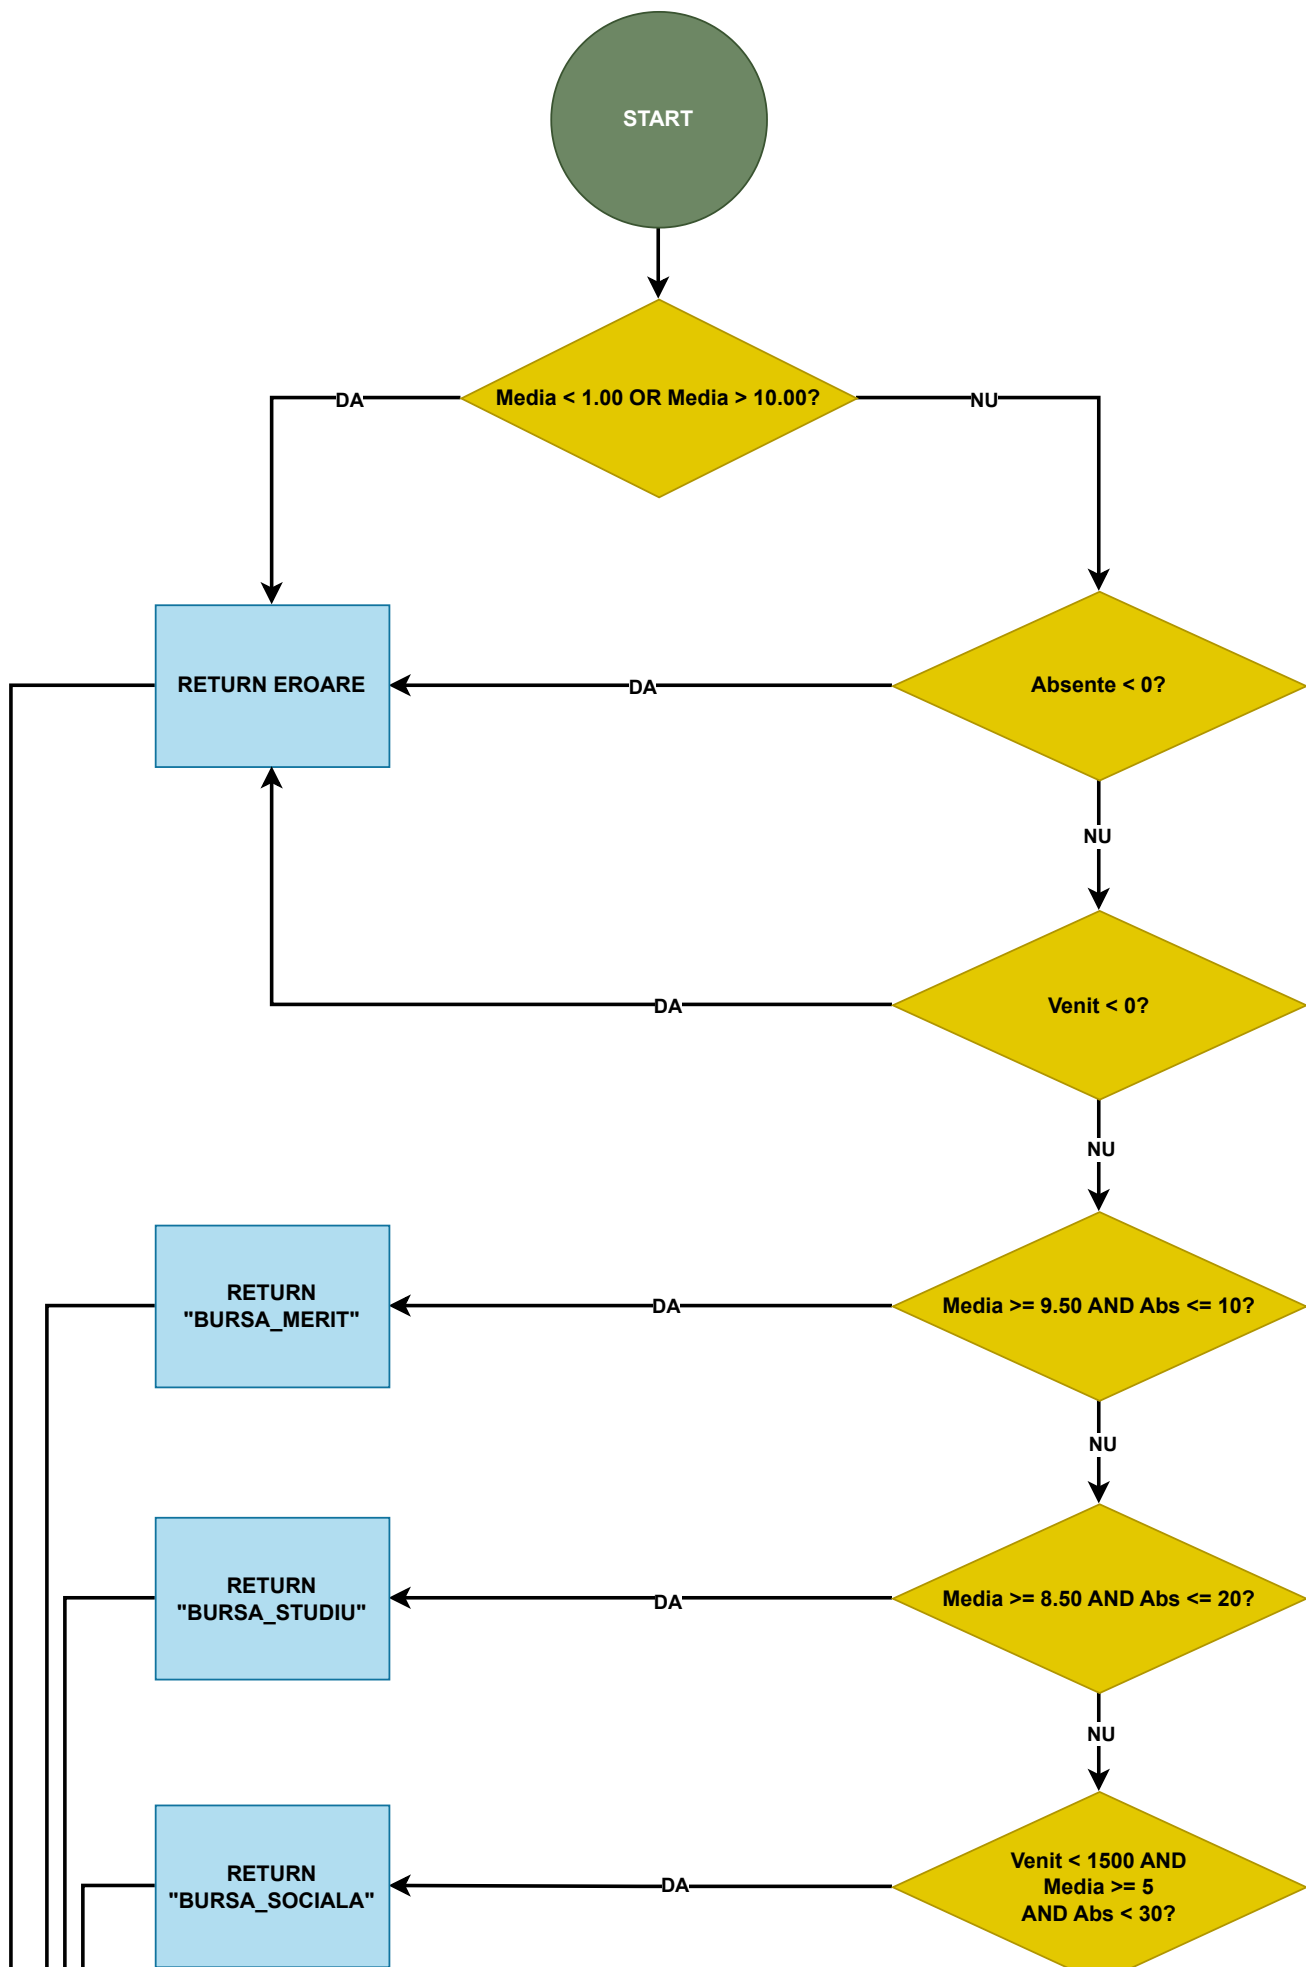 START
Media < 1.00 OR Media > 10.00?
DA
NU
RETURN EROARE
DA
Absente < 0?
NU
DA
Venit < 0?
NU
RETURN
"BURSA_MERIT"
DA
Media >= 9.50 AND Abs <= 10?
NU
RETURN
"BURSA_STUDIU"
DA
Media >= 8.50 AND Abs <= 20?
NU
RETURN
"BURSA_SOCIALA"
DA
Venit < 1500 AND
Media >= 5
AND Abs < 30?